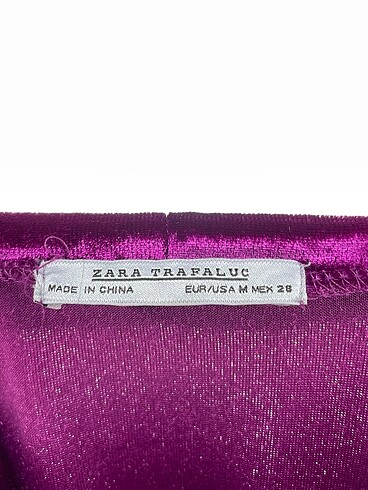 ZARA TRAFALUC
MADE IN CHINA EUR/USA M MEX 28